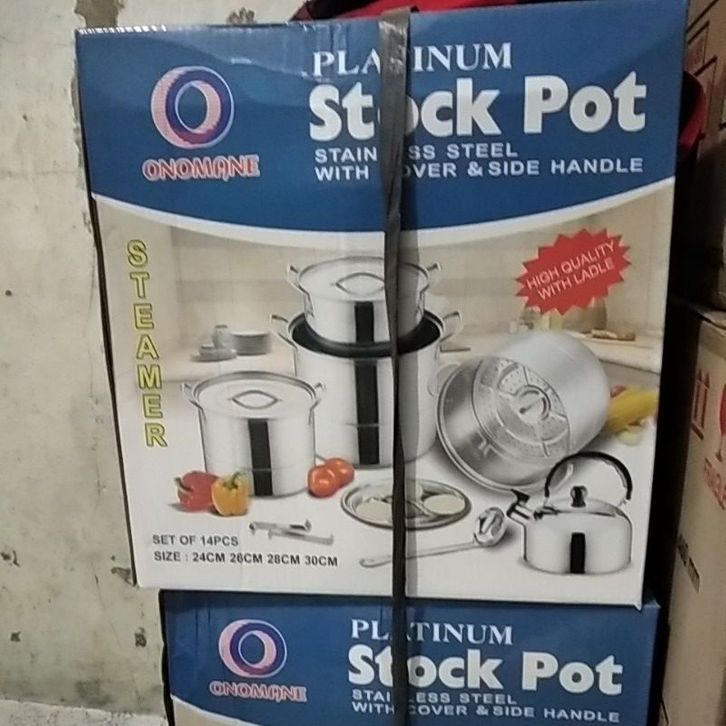 PLATINUM
Stock Pot
STAINLESS STEEL
WITH COVER & SIDE HANDLE
ONOMANE
STEAMER
HIGH QUALITY
WITH LADLE
SET OF 14PCS
SIZE : 24CM 26CM 28CM 30CM
PLATINUM
Stock Pot
STAINLESS STEEL
WITH COVER & SIDE HANDLE
ONOMANE